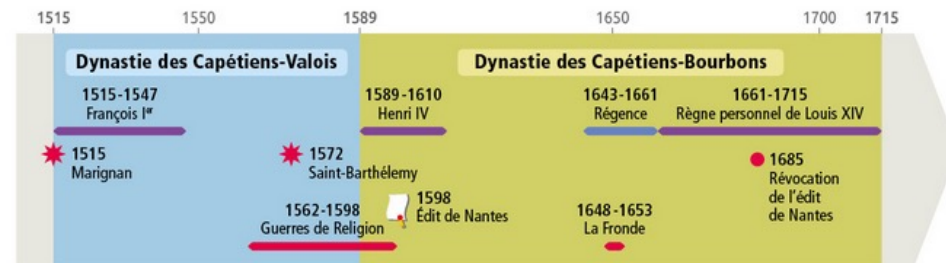 1515 1550 1589 1650 1700 1715
Dynastie des Capétiens-Valois
Dynastie des Capétiens-Bourbons
1515-1547
François Ier
1589-1610
Henri IV
1643-1661
Régence
1661-1715
Règne personnel de Louis XIV
1515
Marignan
1572
Saint-Barthélemy
1685
Révocation
de l'édit
de Nantes
1562-1598
Guerres de Religion
1598
Édit de Nantes
1648-1653
La Fronde